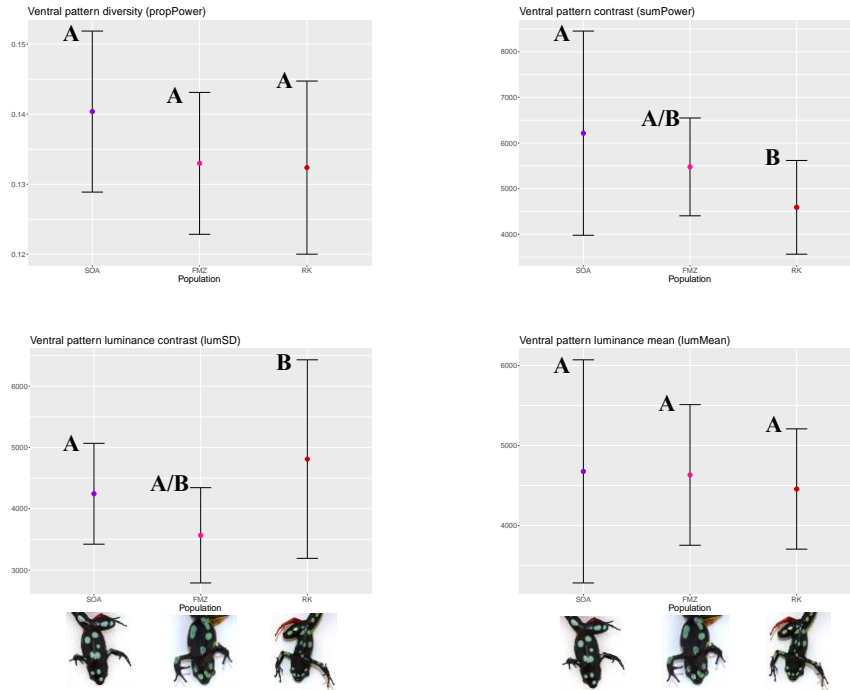 Ventral pattern diversity (propPower)
A
A
A
0.15
0.14
0.13
0.12
SOA FMZ RK
Population
Ventral pattern contrast (sumPower)
A
A/B
B
8000
7000
6000
5000
4000
SOA FMZ RK
Population
Ventral pattern luminance contrast (lumSD)
B
A
A/B
6000
5000
4000
3000
SOA FMZ RK
Population
Ventral pattern luminance mean (lumMean)
A
A
A
6000
5000
4000
SOA FMZ RK
Population